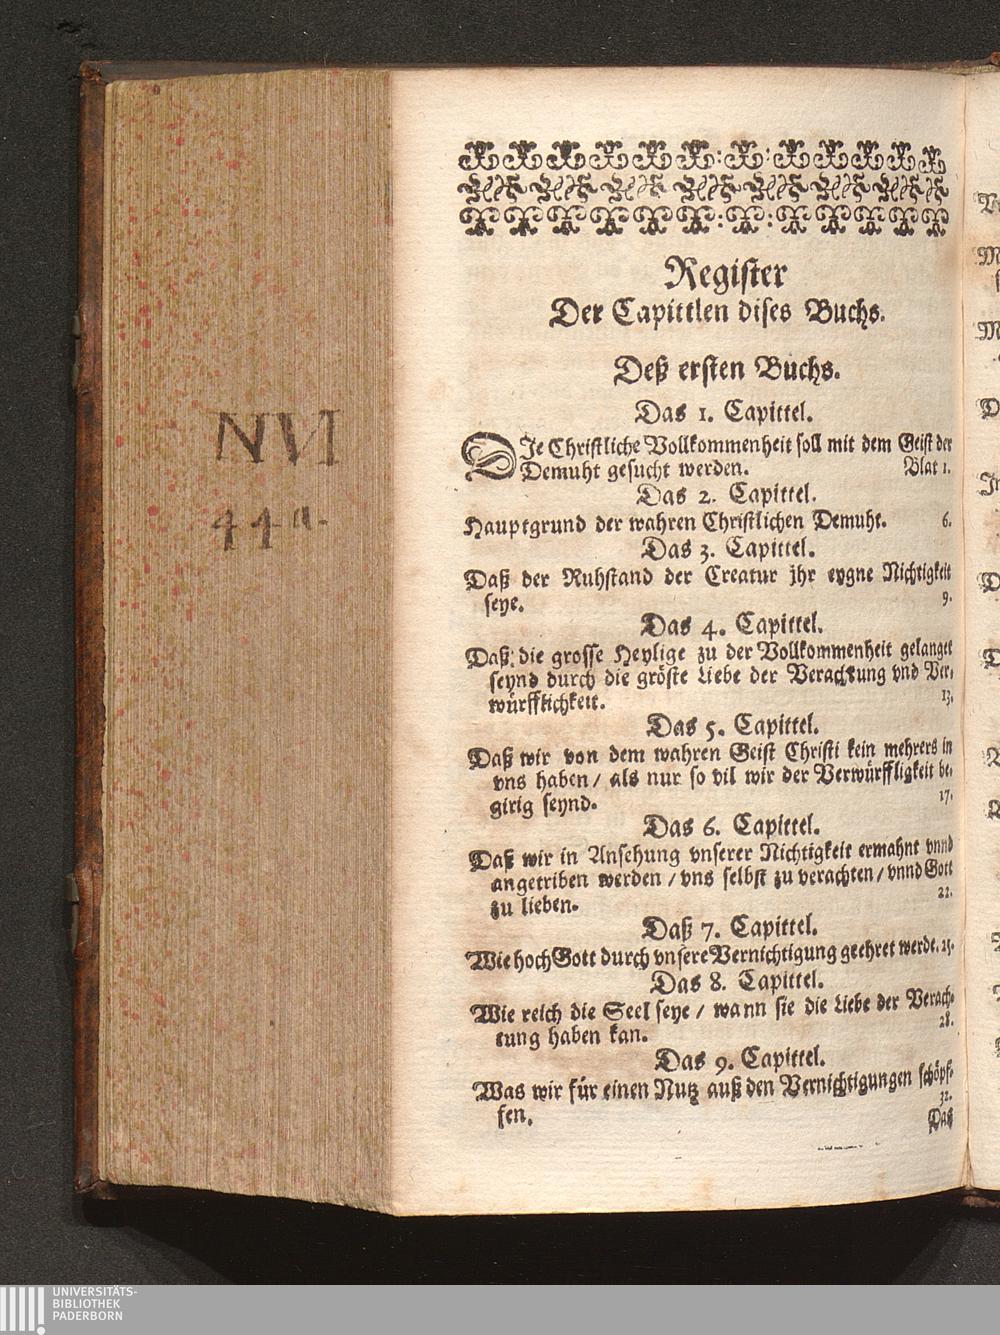 NVI
44 a.
Register
Der Capittlen dises Buchs.
Deß ersten Buchs.
Das 1. Capittel.
DIe Christliche Vollkommenheit soll mit dem Geist der
Demuht gesucht werden. Blat 1.
Das 2. Capittel.
Hauptgrund der wahren Christlichen Demuht. 6.
Das 3. Capittel.
Daß der Ruhstand der Creatur jhr eygne Nichtigkeit
seye. 9.
Das 4. Capittel.
Daß die grosse Heylige zu der Vollkommenheit gelanget
seynd durch die gröste Liebe der Verachtung vnd Ver-
würfflichkeit. 13.
Das 5. Capittel.
Daß wir von dem wahren Geist Christi kein mehrers in
vns haben / als nur so vil wir der Verwürffligkeit be-
girig seynd. 17.
Das 6. Capittel.
Daß wir in Ansehung vnserer Nichtigkeit ermahnt vnnd
angetriben werden / vns selbst zu verachten / vnnd Gott
zu lieben. 22.
Daß 7. Capittel.
Wie hoch Gott durch vnsere Vernichtigung geehret werde. 25.
Das 8. Capittel.
Wie reich die Seel seye / wann sie die Liebe der Verach-
tung haben kan. 28.
Das 9. Capittel.
Was wir für einen Nutz auß den Vernichtigungen schöpf-
fen. 32.
Das
UNIVERSITÄTS-
BIBLIOTHEK
PADERBORN